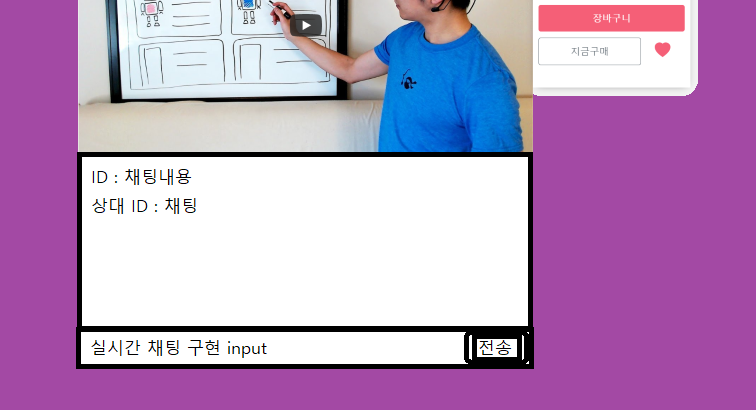 장바구니
지금구매
ID : 채팅내용
상대 ID : 채팅
실시간 채팅 구현 input
전송